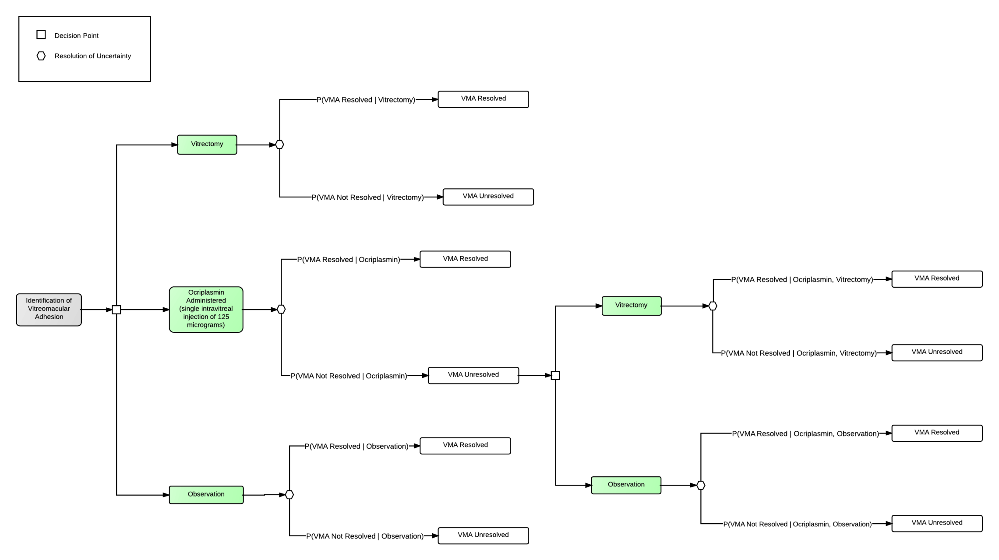 Decision Point
Resolution of Uncertainty
P(VMA Resolved | Vitrectomy)
VMA Resolved
Vitrectomy
P(VMA Not Resolved | Vitrectomy)
VMA Unresolved
P(VMA Resolved | Ocriplasmin)
VMA Resolved
Identification of
Vitreomacular
Adhesion
Ocriplasmin
Administered
(single intravitreal
injection of 125
micrograms)
P(VMA Not Resolved | Ocriplasmin)
VMA Unresolved
P(VMA Resolved | Observation)
VMA Resolved
Observation
P(VMA Not Resolved | Observation)
VMA Unresolved
P(VMA Resolved | Ocriplasmin, Vitrectomy)
VMA Resolved
Vitrectomy
P(VMA Not Resolved | Ocriplasmin, Vitrectomy)
VMA Unresolved
P(VMA Resolved | Ocriplasmin, Observation)
VMA Resolved
Observation
P(VMA Not Resolved | Ocriplasmin, Observation)
VMA Unresolved